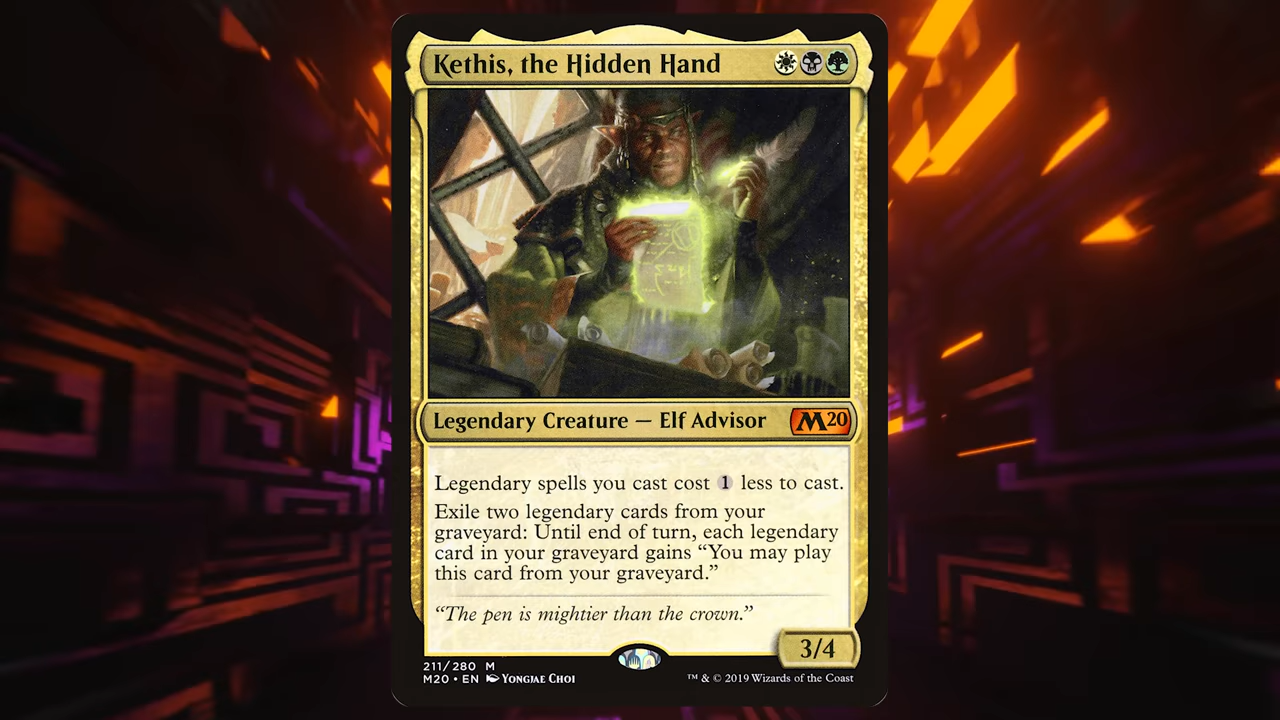 Kethis, the Hidden Hand
Legendary Creature — Elf Advisor
M20
Legendary spells you cast cost 1 less to cast.
Exile two legendary cards from your
graveyard: Until end of turn, each legendary
card in your graveyard gains “You may play
this card from your graveyard.”
“The pen is mightier than the crown.”
3/4
211/280 M
M20 • EN Yongjae Choi
™ & © 2019 Wizards of the Coast